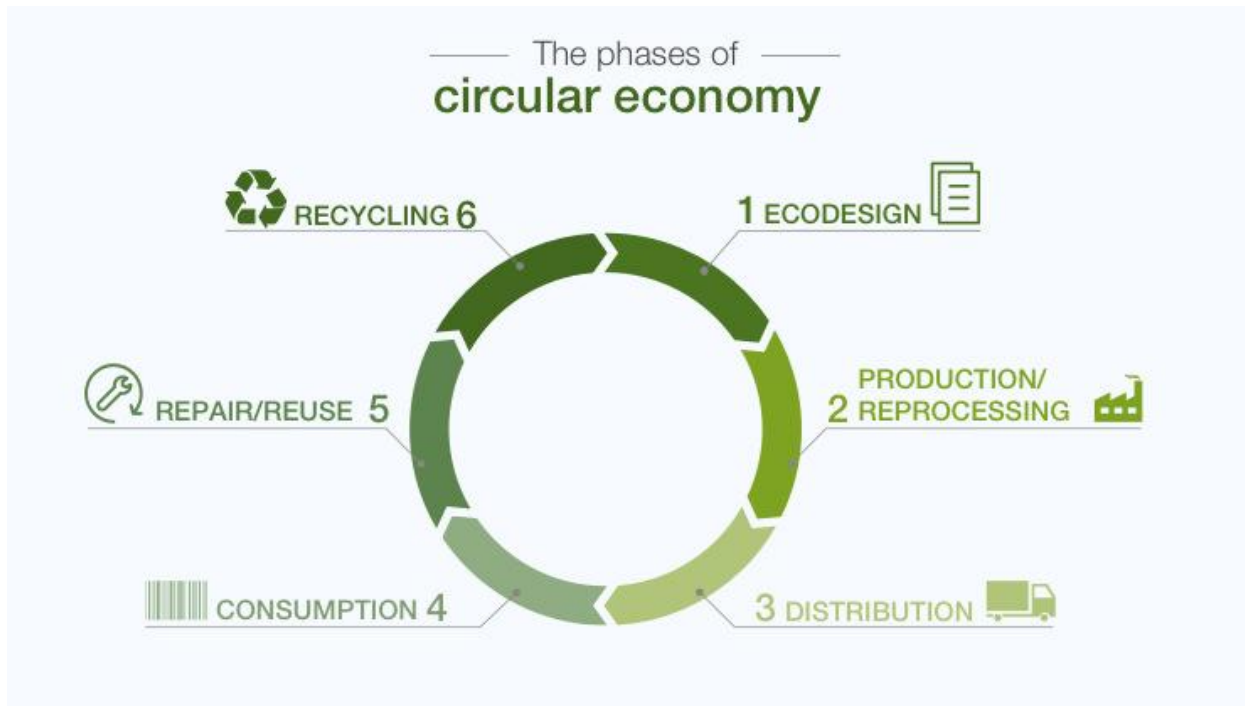 The phases of
circular economy
RECYCLING 6
1 ECODESIGN
REPAIR/REUSE 5
PRODUCTION/
2 REPROCESSING
CONSUMPTION 4
3 DISTRIBUTION